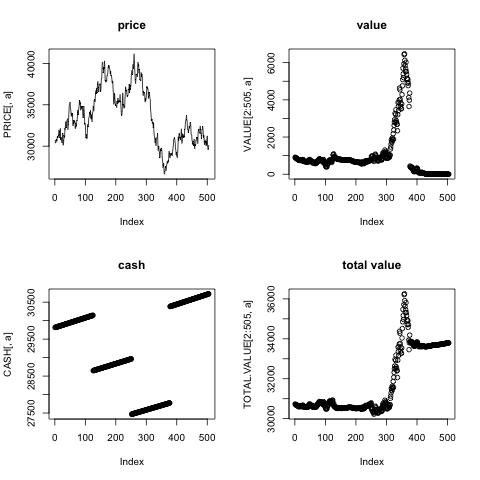 price
PRICE[, a]
30000 35000 40000
0 100 200 300 400 500
Index
value
VALUE[2:505, a]
0 2000 4000 6000
0 100 200 300 400 500
Index
cash
CASH[, a]
27500 28500 29500 30500
0 100 200 300 400 500
Index
total value
TOTAL.VALUE[2:505, a]
30000 32000 34000 36000
0 100 200 300 400 500
Index